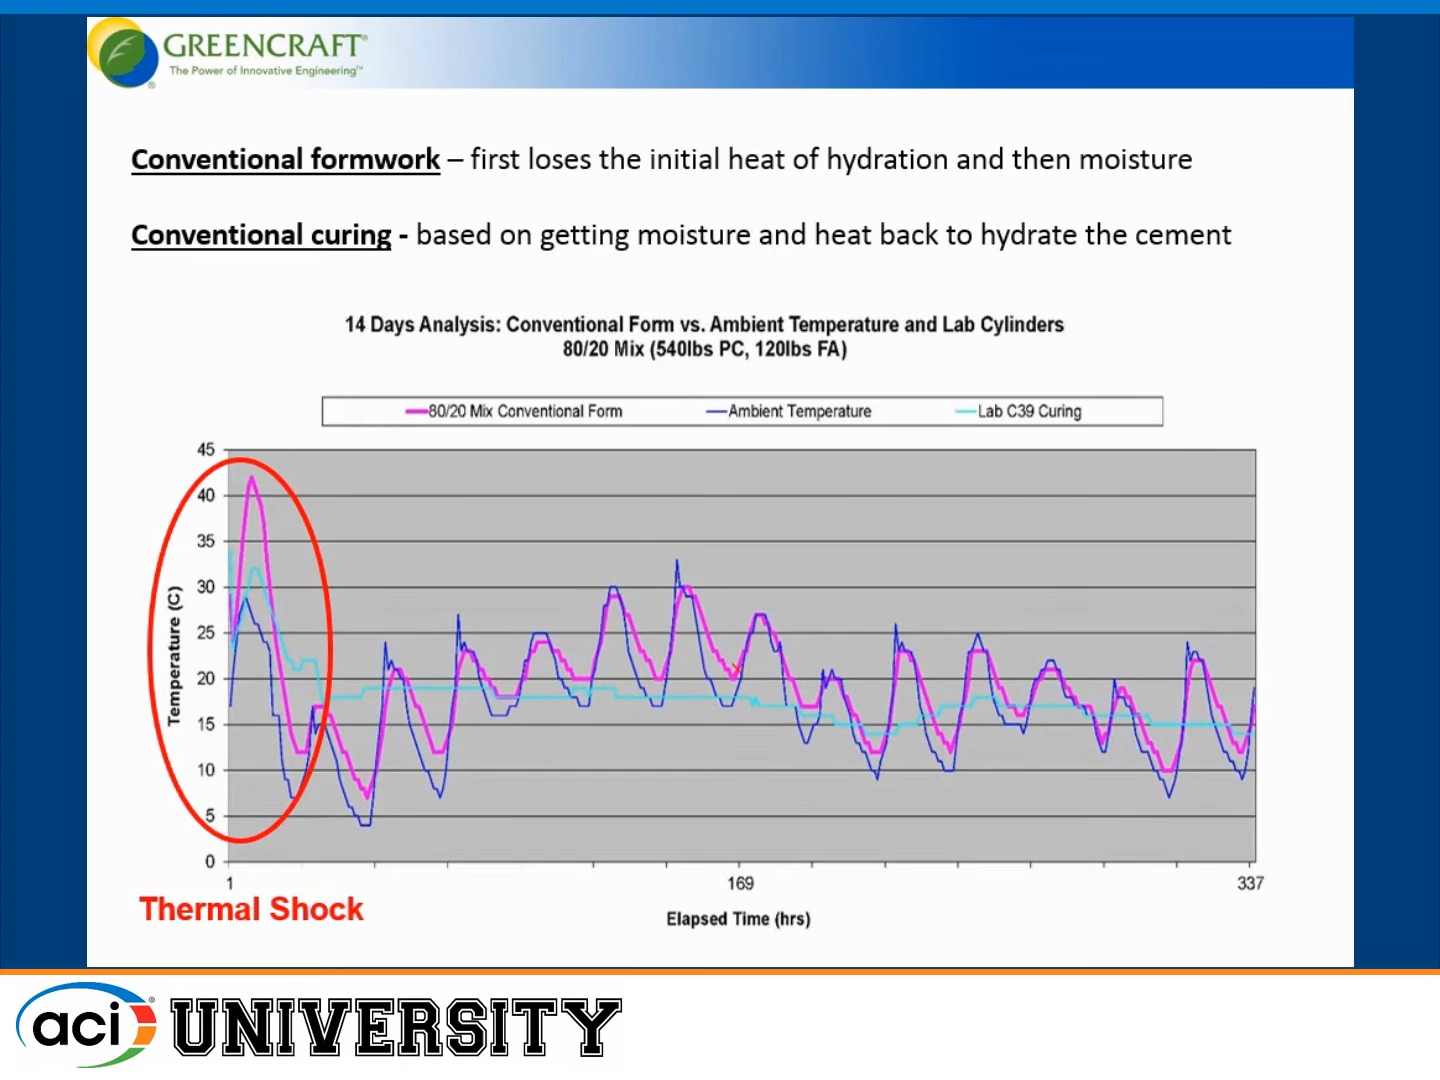 GREENCRAFT®
The Power of Innovative Engineering™
®
Conventional formwork – first loses the initial heat of hydration and then moisture
Conventional curing - based on getting moisture and heat back to hydrate the cement
14 Days Analysis: Conventional Form vs. Ambient Temperature and Lab Cylinders
80/20 Mix (540lbs PC, 120lbs FA)
80/20 Mix Conventional Form Ambient Temperature Lab C39 Curing
45
40
35
30
25
20
15
10
5
0
Temperature (C)
1 169 337
Thermal Shock
Elapsed Time (hrs)
aci® UNIVERSITY